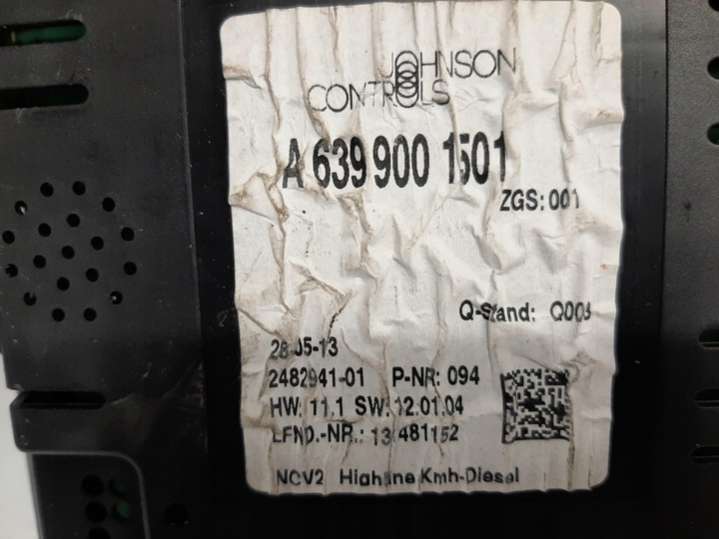 JOHNSON
CONTROLS
A 639 900 1501
ZGS: 001
Q-Stand:
28-05-13
2482941-01 P-NR: 094
HW: 11.1 SW: 12.01.04
LFND.-NR.: 13481152
NCV2 Highline Kmh-Diesel